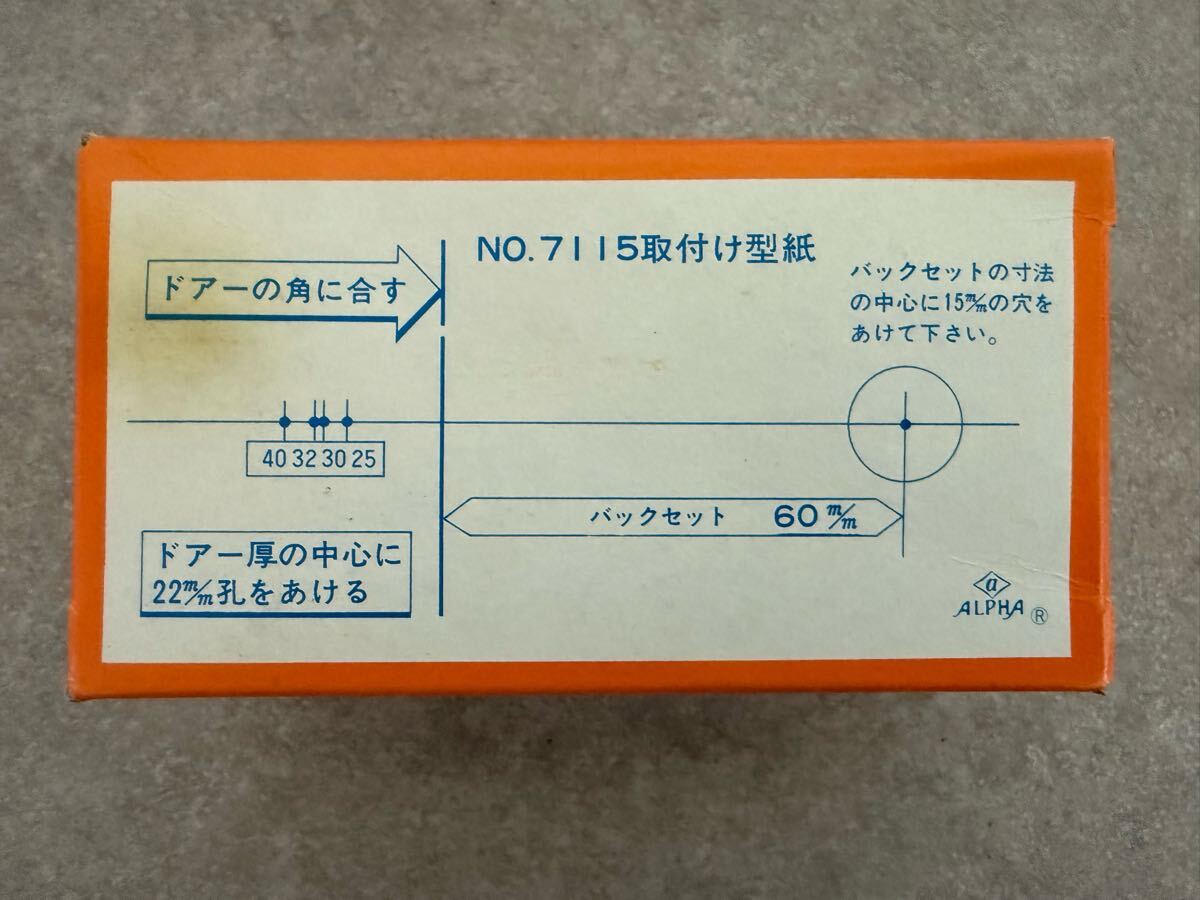 NO.7115取付け型紙
ドアーの角に合す
バックセットの寸法
の中心に15m/mの穴を
あけて下さい。
40 32 30 25
バックセット 60 m/m
ドアー厚の中心に
22m/m孔をあける
a
ALPHA ®